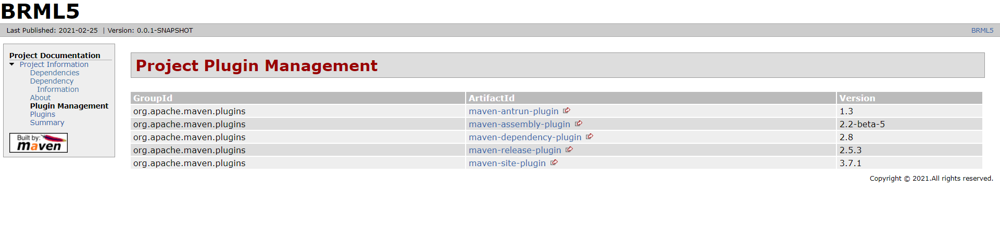 BRML5
Last Published: 2021-02-25 | Version: 0.0.1-SNAPSHOT
BRML5
Project Documentation
Project Information
Dependencies
Dependency
Information
About
Plugin Management
Plugins
Summary
Built by:
maven
Project Plugin Management
GroupId ArtifactId Version
org.apache.maven.plugins maven-antrun-plugin 1.3
org.apache.maven.plugins maven-assembly-plugin 2.2-beta-5
org.apache.maven.plugins maven-dependency-plugin 2.8
org.apache.maven.plugins maven-release-plugin 2.5.3
org.apache.maven.plugins maven-site-plugin 3.7.1
Copyright © 2021.All rights reserved.